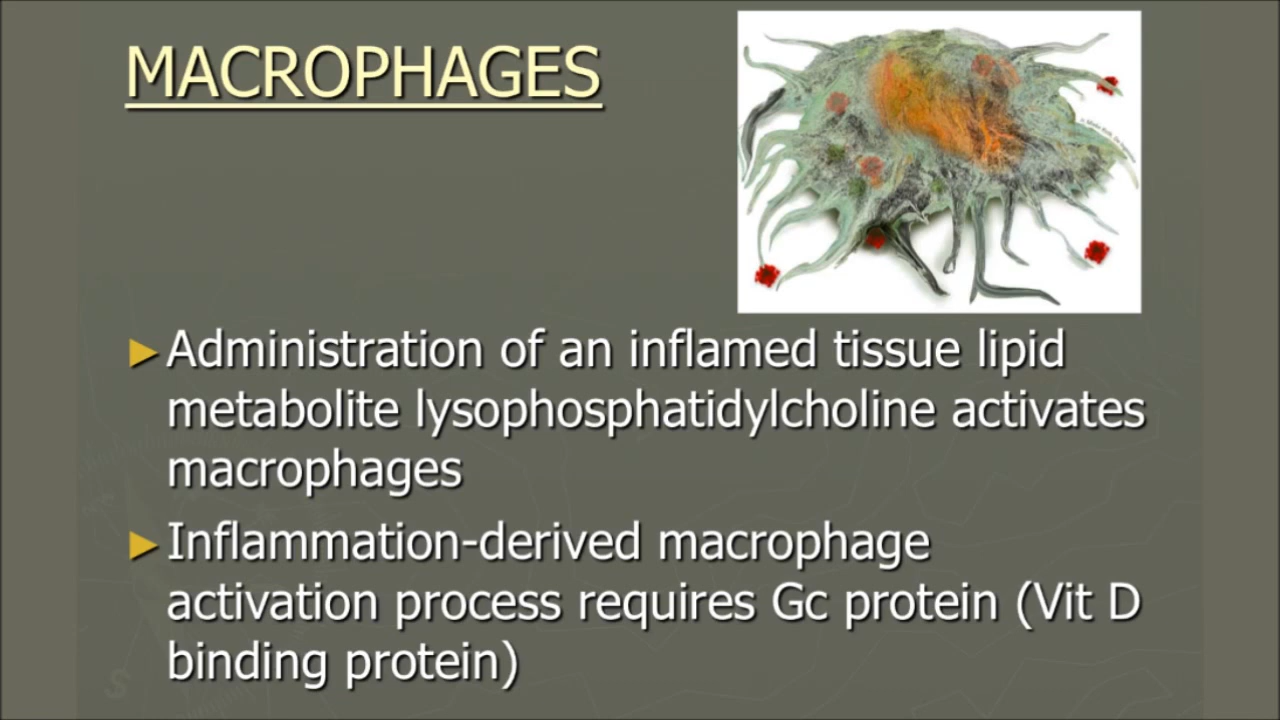 MACROPHAGES
►Administration of an inflamed tissue lipid
metabolite lysophosphatidylcholine activates
macrophages
►Inflammation-derived macrophage
activation process requires Gc protein (Vit D
binding protein)